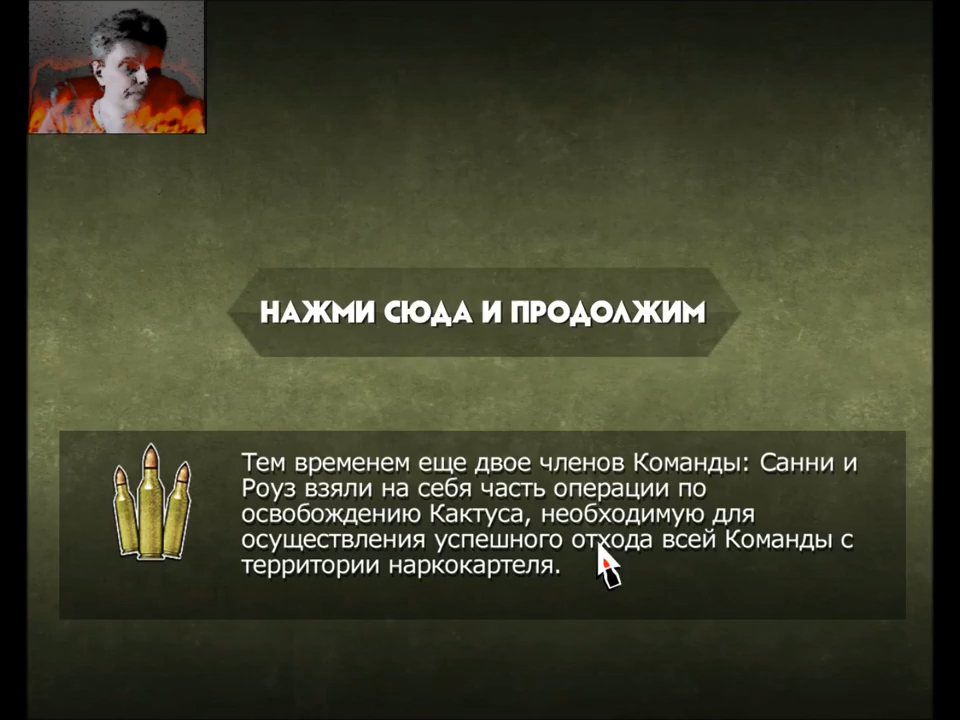 НАЖМИ СЮДА И ПРОДОЛЖИМ
Тем временем еще двое членов Команды: Санни и
Роуз взяли на себя часть операции по
освобождению Кактуса, необходимую для
осуществления успешного отхода всей Команды с
территории наркокартеля.